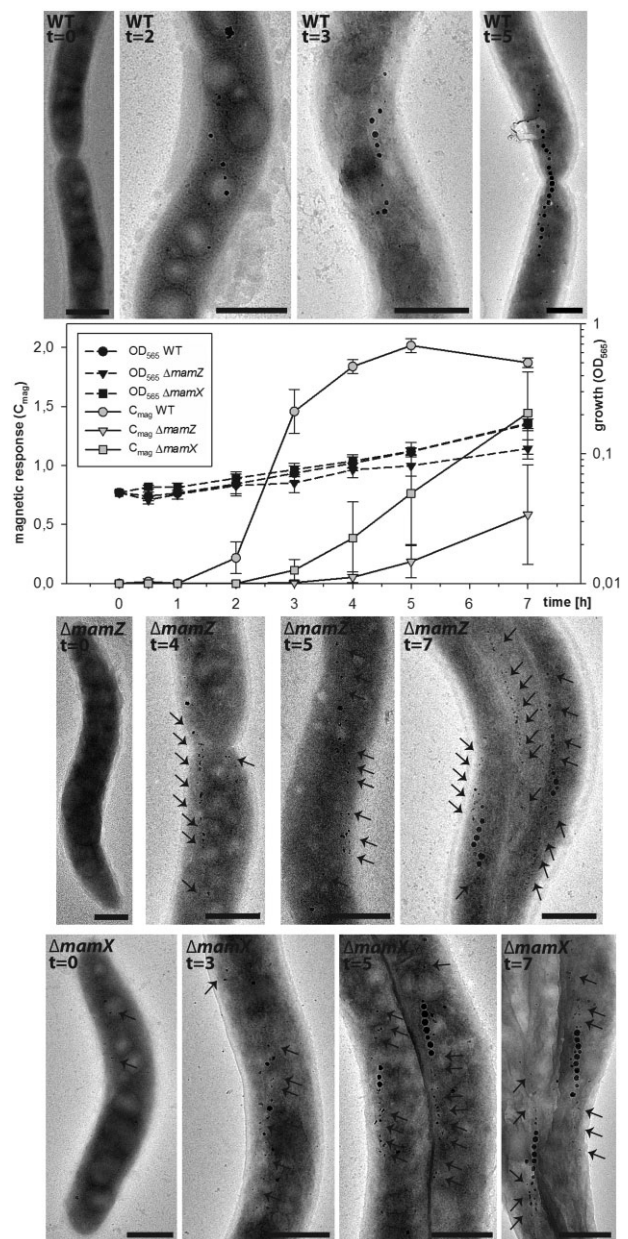 WT
t=0
WT
t=2
WT
t=3
WT
t=5
magnetic response (Cmag)
2,0
1,5
1,0
0,5
0,0
OD565 WT
OD565 ΔmamZ
OD565 ΔmamX
Cmag WT
Cmag ΔmamZ
Cmag ΔmamX
1
0,1
0,01
growth (OD565)
0 1 2 3 4 5 6 7 time [h]
ΔmamZ
t=0
ΔmamZ
t=4
ΔmamZ
t=5
ΔmamZ
t=7
ΔmamX
t=0
ΔmamX
t=3
ΔmamX
t=5
ΔmamX
t=7